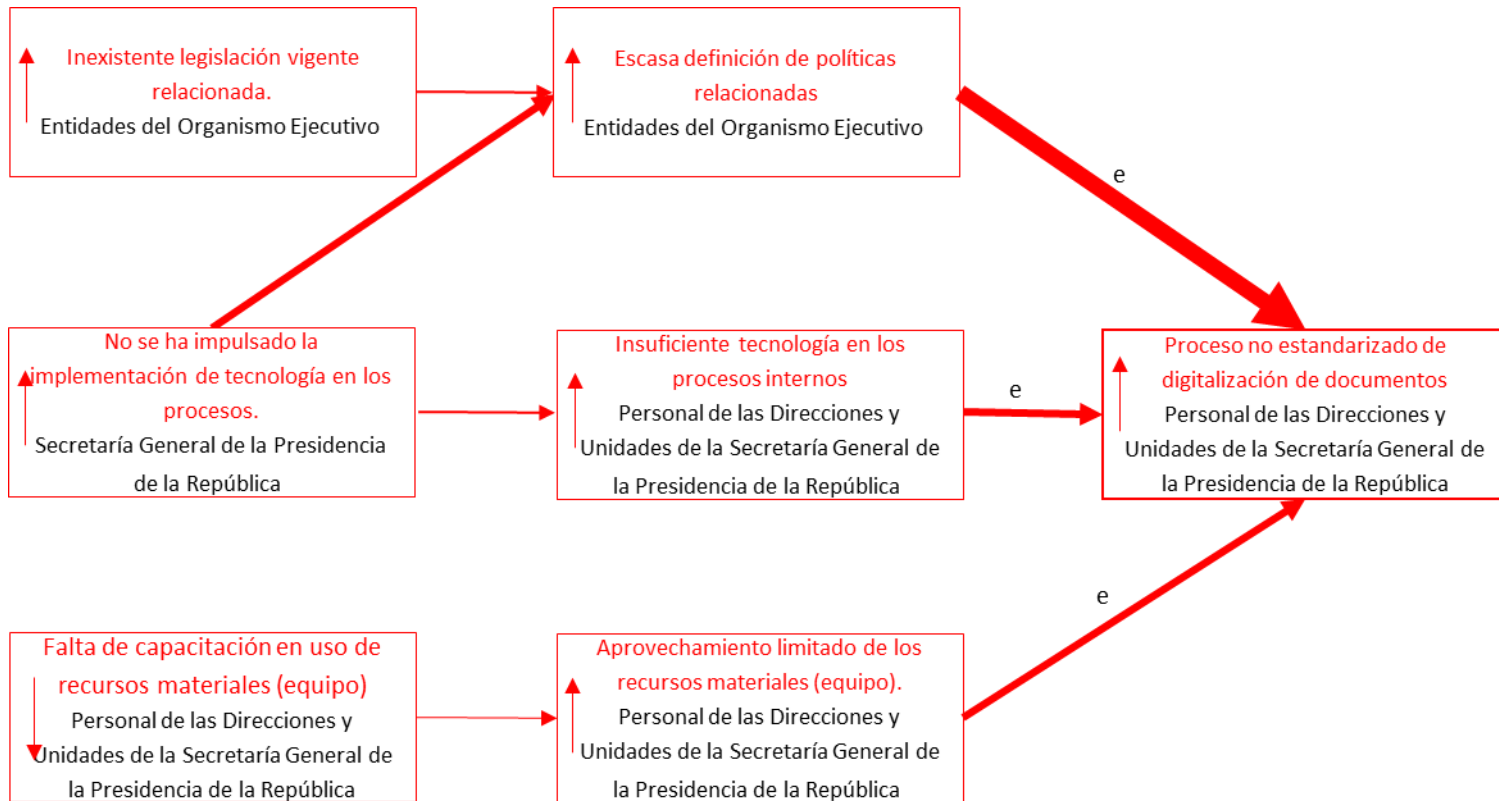 Inexistente legislación vigente
relacionada.
Entidades del Organismo Ejecutivo
Escasa definición de políticas
relacionadas
Entidades del Organismo Ejecutivo
e
No se ha impulsado la
implementación de tecnología en los
procesos.
Secretaría General de la Presidencia
de la República
Insuficiente tecnología en los
procesos internos
Personal de las Direcciones y
Unidades de la Secretaría General de
la Presidencia de la República
e
Proceso no estandarizado de
digitalización de documentos
Personal de las Direcciones y
Unidades de la Secretaría General de
la Presidencia de la República
Falta de capacitación en uso de
recursos materiales (equipo)
Personal de las Direcciones y
Unidades de la Secretaría General de
la Presidencia de la República
Aprovechamiento limitado de los
recursos materiales (equipo).
Personal de las Direcciones y
Unidades de la Secretaría General de
la Presidencia de la República
e